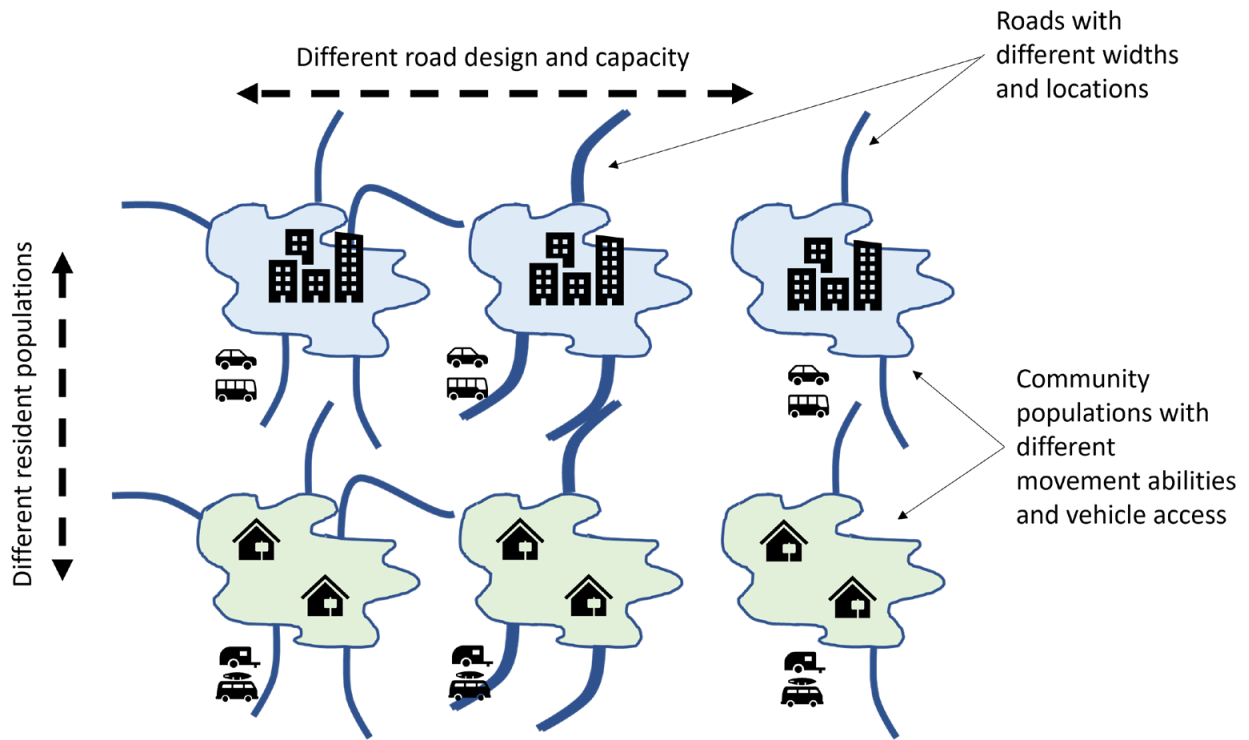 Different road design and capacity
Roads with
different widths
and locations
Different resident populations
Community
populations with
different
movement abilities
and vehicle access